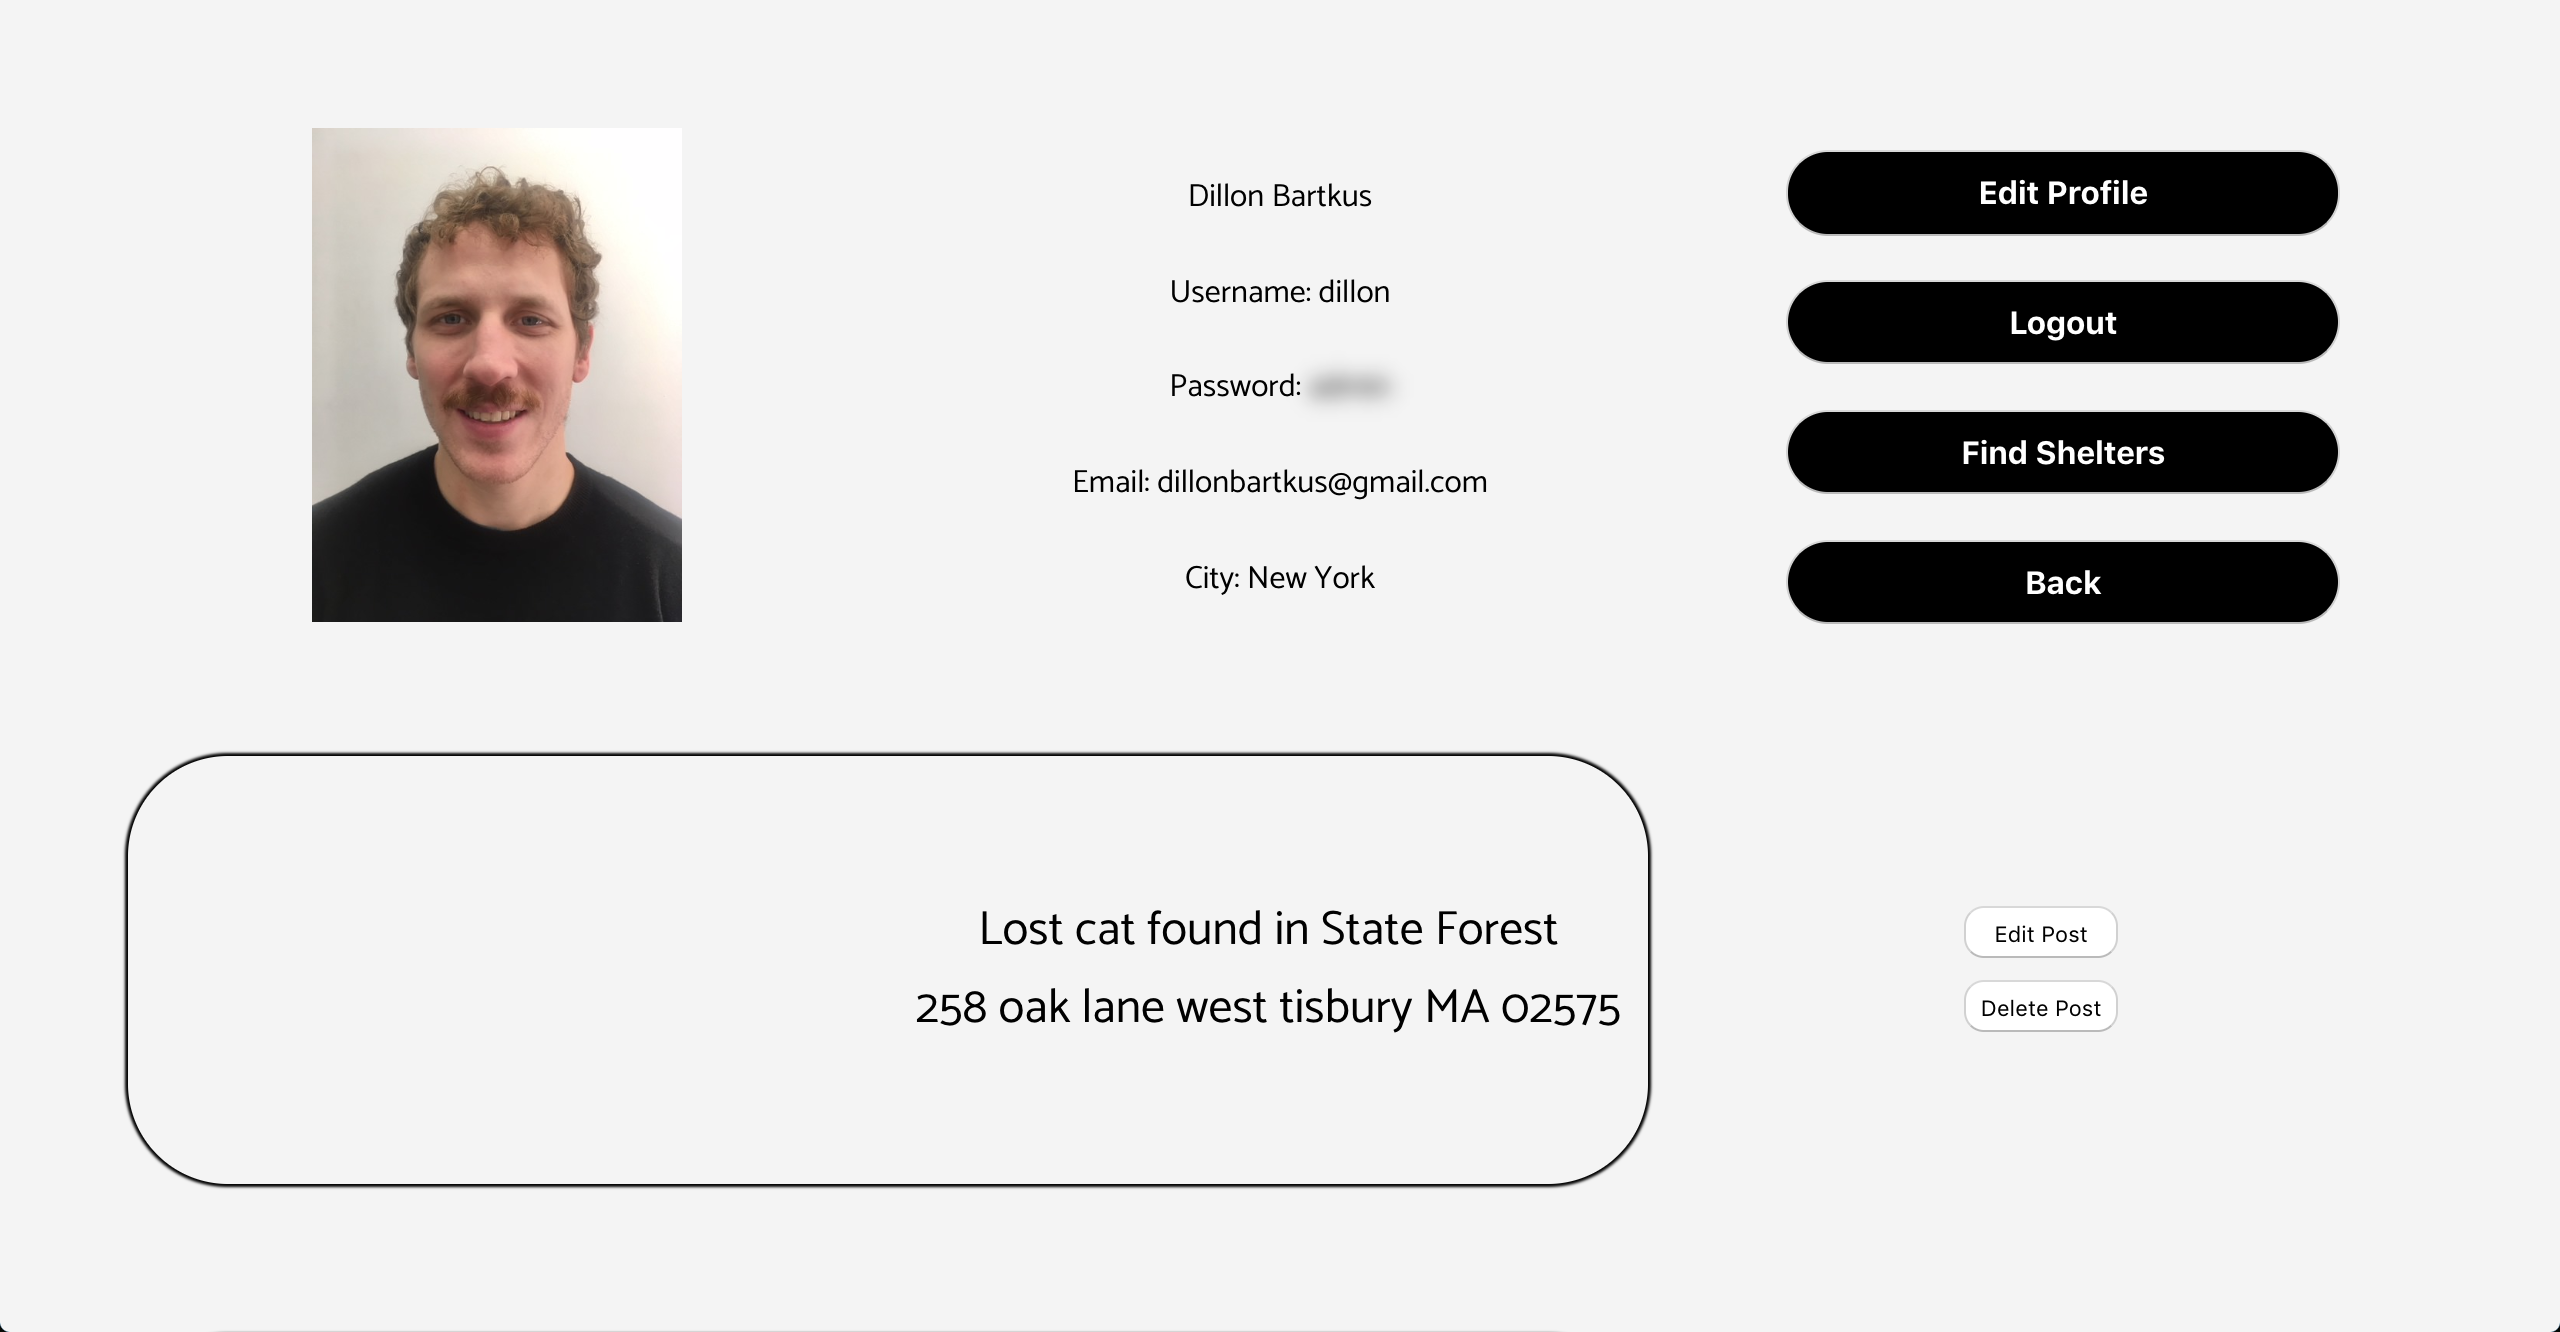 Dillon Bartkus
Username: dillon
Password:
Email: dillonbartkus@gmail.com
City: New York
Edit Profile
Logout
Find Shelters
Back
Lost cat found in State Forest
258 oak lane west tisbury MA 02575
Edit Post
Delete Post